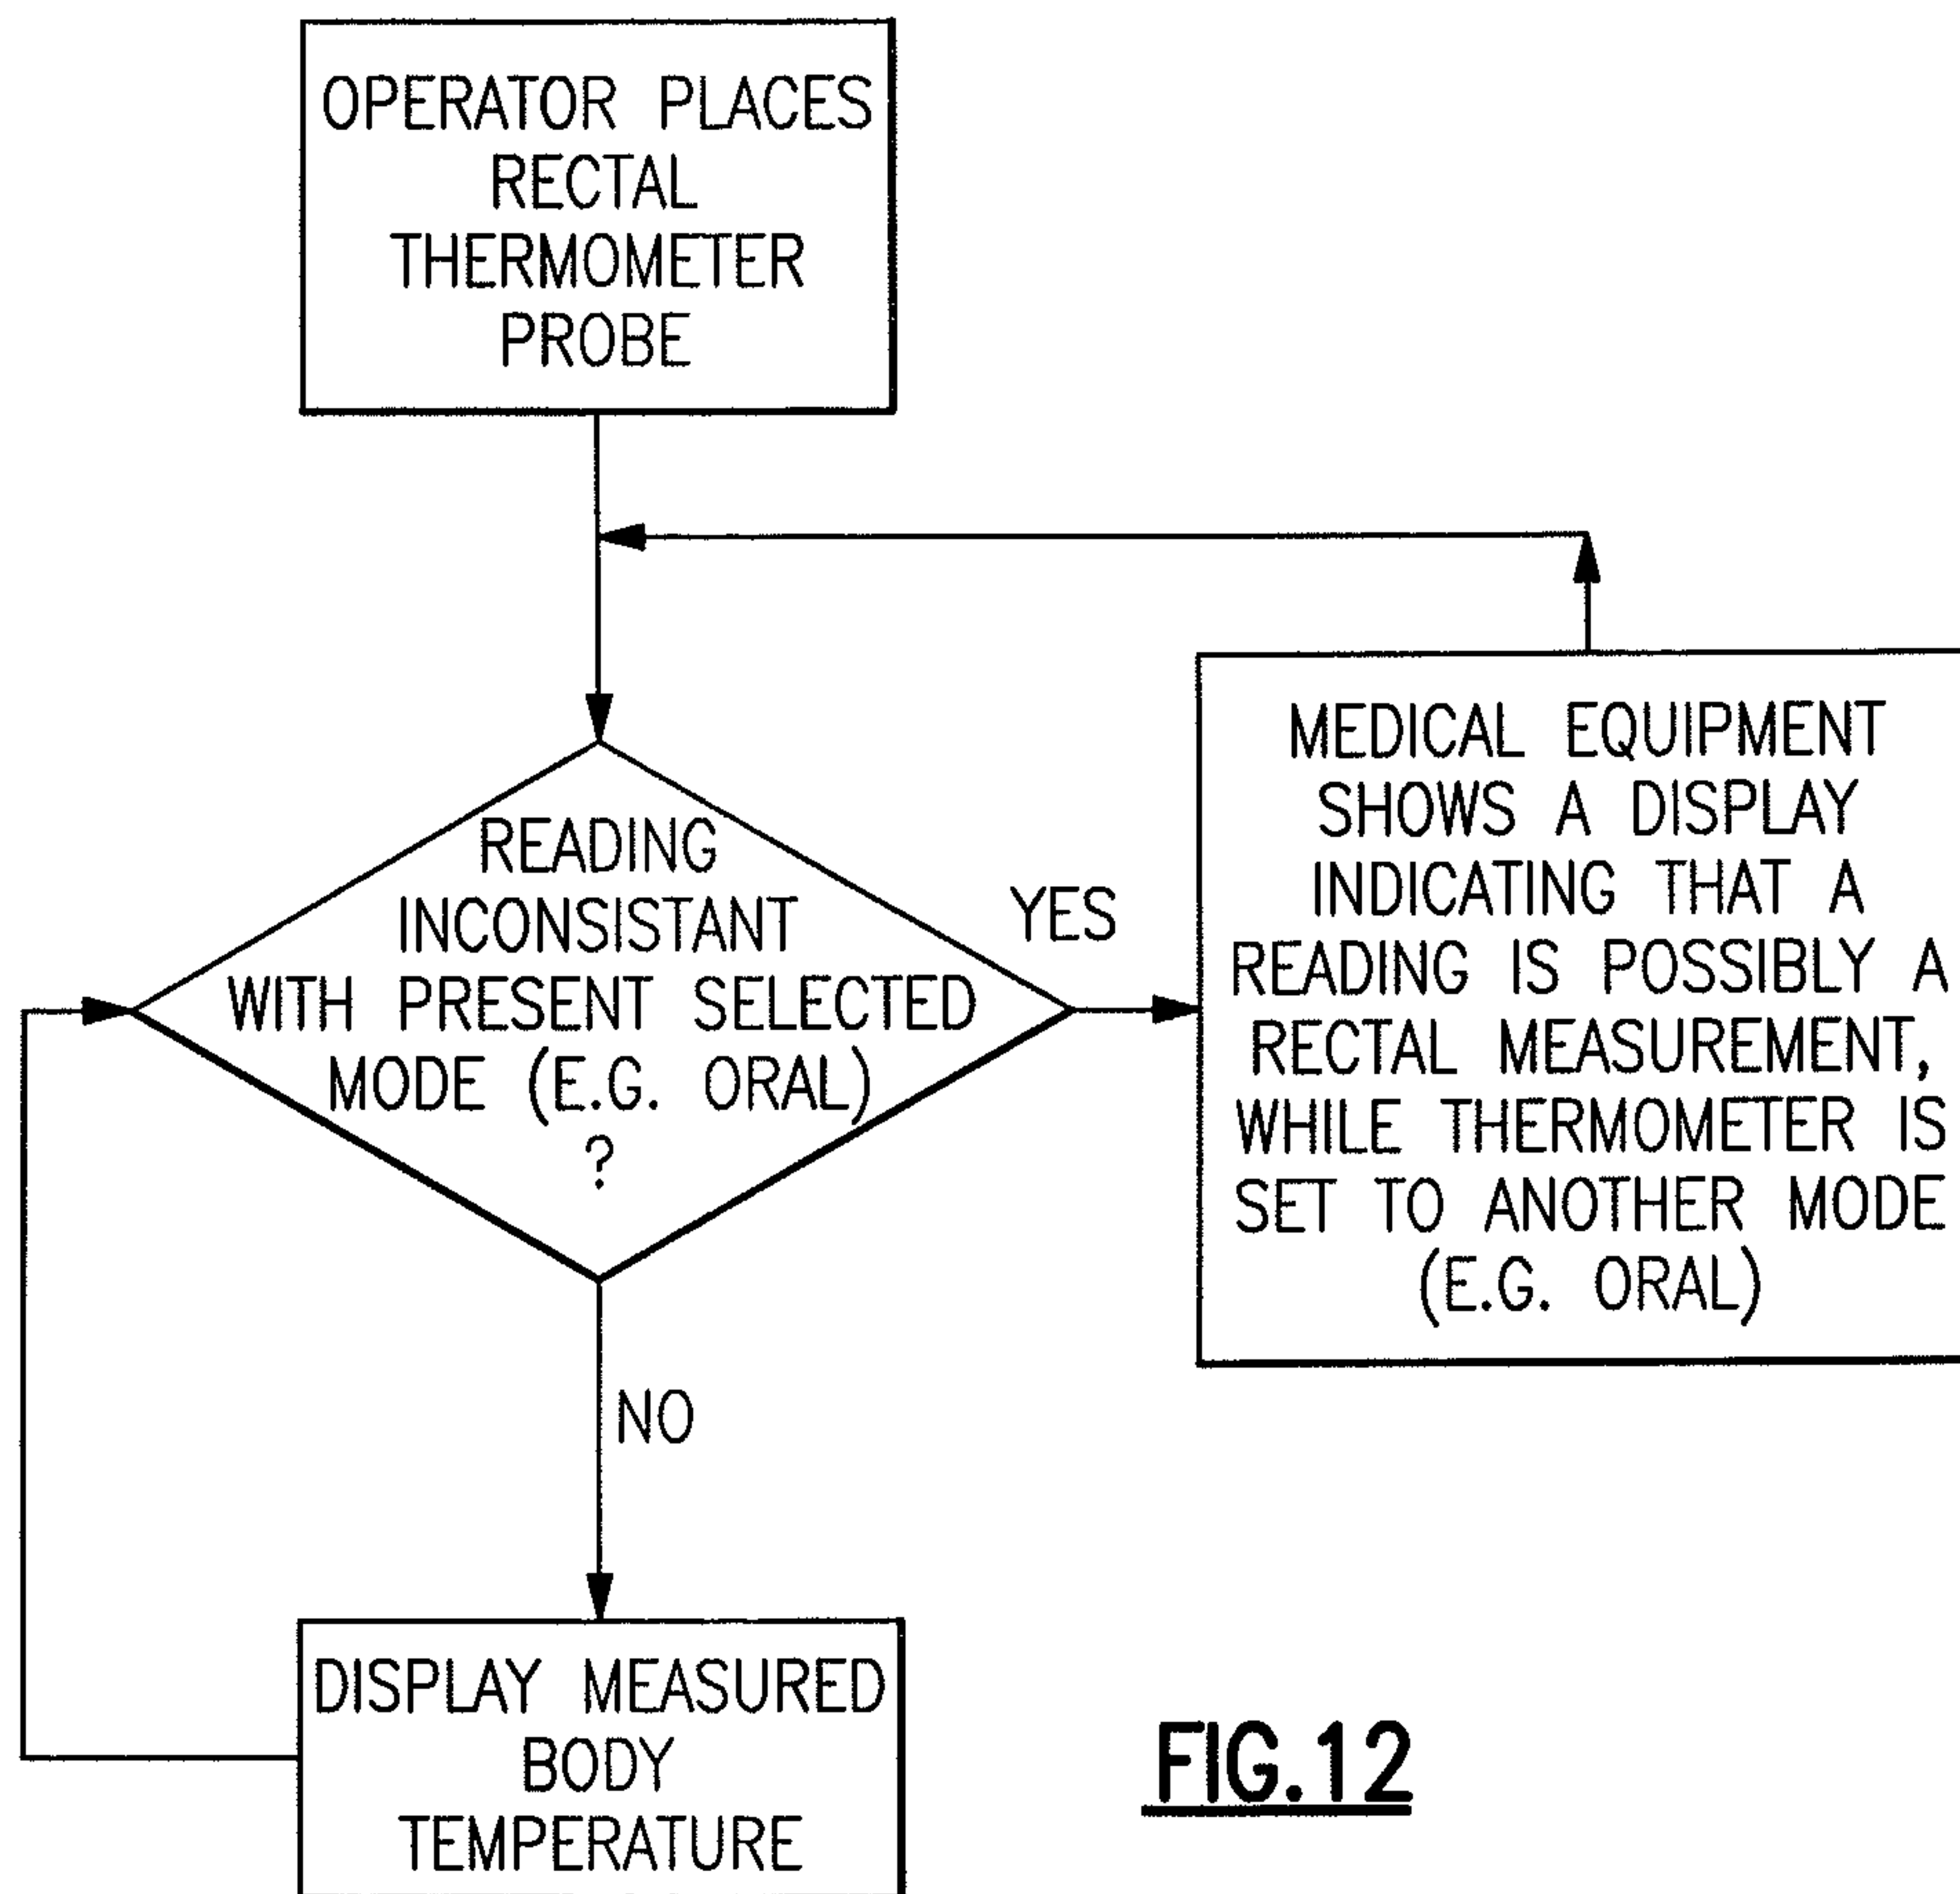 OPERATOR PLACES
RECTAL
THERMOMETER
PROBE
READING
INCONSISTANT
WITH PRESENT SELECTED
MODE (E.G. ORAL)
?
YES
MEDICAL EQUIPMENT
SHOWS A DISPLAY
INDICATING THAT A
READING IS POSSIBLY A
RECTAL MEASUREMENT,
WHILE THERMOMETER IS
SET TO ANOTHER MODE
(E.G. ORAL)
NO
DISPLAY MEASURED
BODY
TEMPERATURE
FIG.12